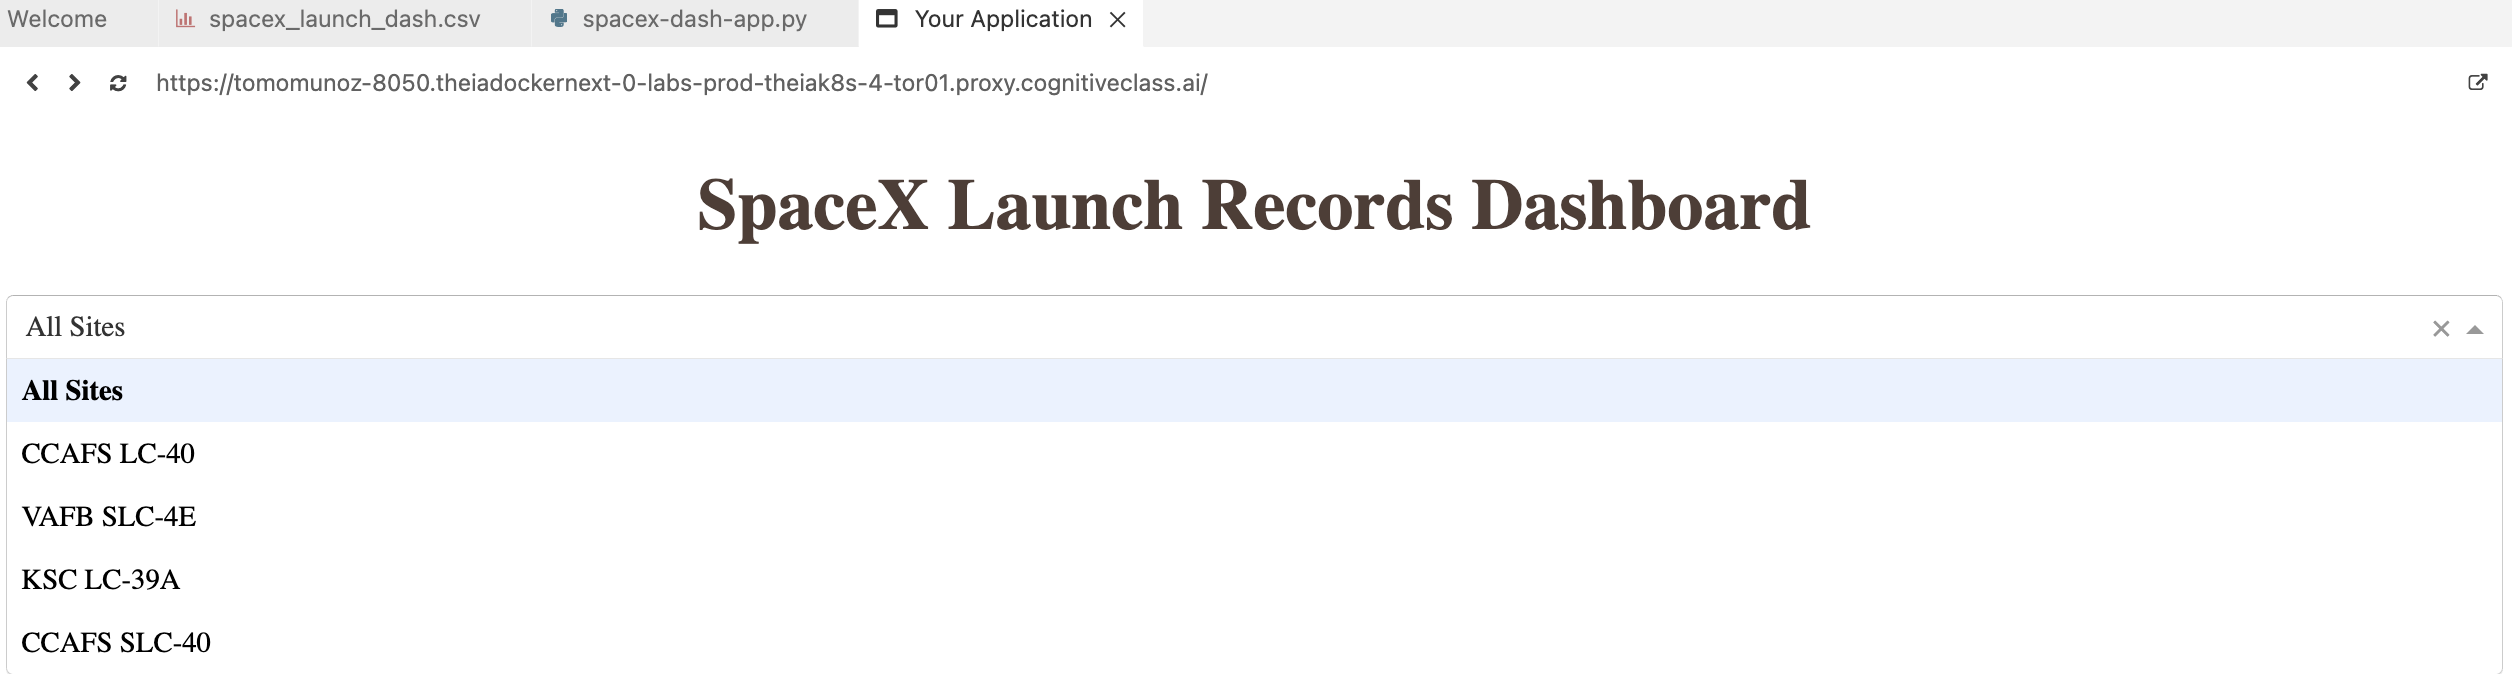 Welcome spacex_launch_dash.csv spacex-dash-app.py Your Application
https://tomomunoz-8050.theiadockernext-0-labs-prod-theiak8s-4-tor01.proxy.cognitiveclass.ai/
SpaceX Launch Records Dashboard
All Sites
All Sites
CCAFS LC-40
VAFB SLC-4E
KSC LC-39A
CCAFS SLC-40